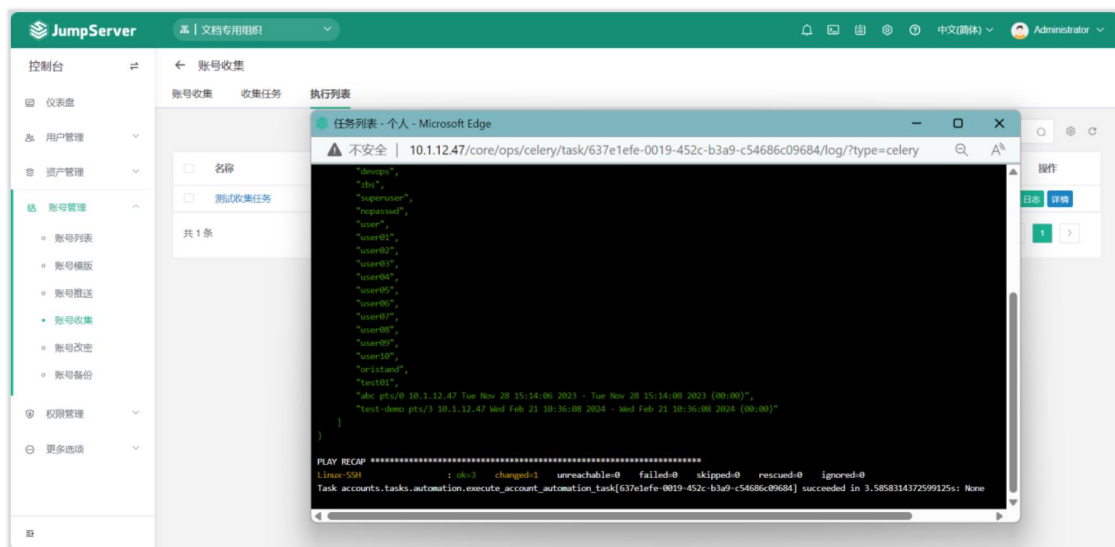 JumpServer
文档专用组织
中文(简体)
Administrator
控制台
← 账号收集
仪表盘
账号收集 收集任务 执行列表
用户管理
资产管理
账号管理
账号列表
账号模版
账号推送
账号收集
账号改密
账号备份
权限管理
更多选项
名称
操作
测试收集任务
日志 详情
共 1 条
1
任务列表 - 个人 - Microsoft Edge
不安全 | 10.1.12.47/core/ops/celery/task/637e1efe-0019-452c-b3a9-c54686c09684/log/?type=celery
"devops",
"zbs",
"superuser",
"nopasswd",
"user",
"user01",
"user02",
"user03",
"user04",
"user05",
"user06",
"user07",
"user08",
"user09",
"user10",
"oristand",
"test01",
"abc pts/0 10.1.12.47 Tue Nov 28 15:14:06 2023 - Tue Nov 28 15:14:08 2023 (00:00)",
"test-demo pts/3 10.1.12.47 Wed Feb 21 10:36:08 2024 - Wed Feb 21 10:36:08 2024 (00:00)"
]
}
PLAY RECAP *********************************************************************
Linux-SSH : ok=3 changed=1 unreachable=0 failed=0 skipped=0 rescued=0 ignored=0
Task accounts.tasks.automation.execute_account_automation_task[637e1efe-0019-452c-b3a9-c54686c09684] succeeded in 3.5858314372599125s: None